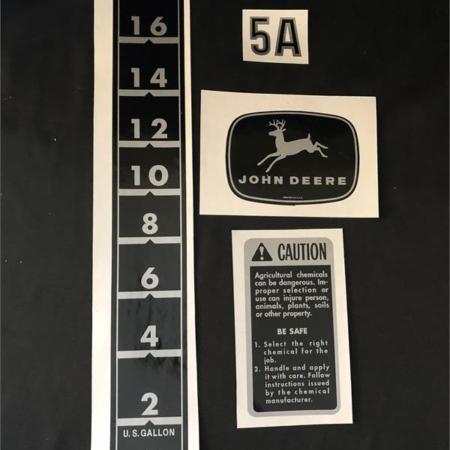 16
14
12
10
8
6
4
2
U.S. GALLON
5A
JOHN DEERE
CAUTION
Agricultural chemicals
can be dangerous. Im-
proper selection or
use can injure person,
animals, plants, soils
or other property.
BE SAFE
1. Select the right
chemical for the
job.
2. Handle and apply
it with care. Follow
instructions issued
by the chemical
manufacturer.